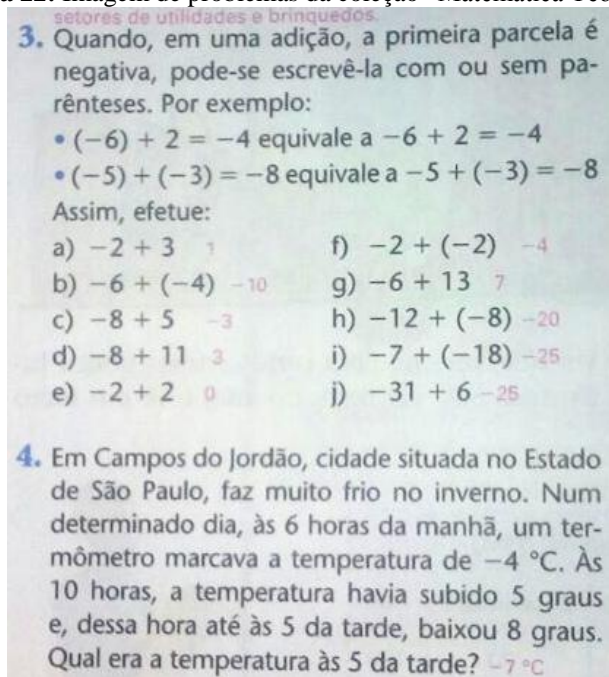 setores de utilidades e brinquedos.
3. Quando, em uma adição, a primeira parcela é
negativa, pode-se escrevê-la com ou sem pa-
rênteses. Por exemplo:
• (−6) + 2 = −4 equivale a −6 + 2 = −4
• (−5) + (−3) = −8 equivale a −5 + (−3) = −8
Assim, efetue:
a) −2 + 3 1
f) −2 + (−2) −4
b) −6 + (−4) −10
g) −6 + 13 7
c) −8 + 5 −3
h) −12 + (−8) −20
d) −8 + 11 3
i) −7 + (−18) −25
e) −2 + 2 0
j) −31 + 6 −25
4. Em Campos do Jordão, cidade situada no Estado
de São Paulo, faz muito frio no inverno. Num
determinado dia, às 6 horas da manhã, um ter-
mômetro marcava a temperatura de −4 °C. Às
10 horas, a temperatura havia subido 5 graus
e, dessa hora até às 5 da tarde, baixou 8 graus.
Qual era a temperatura às 5 da tarde? −7 °C